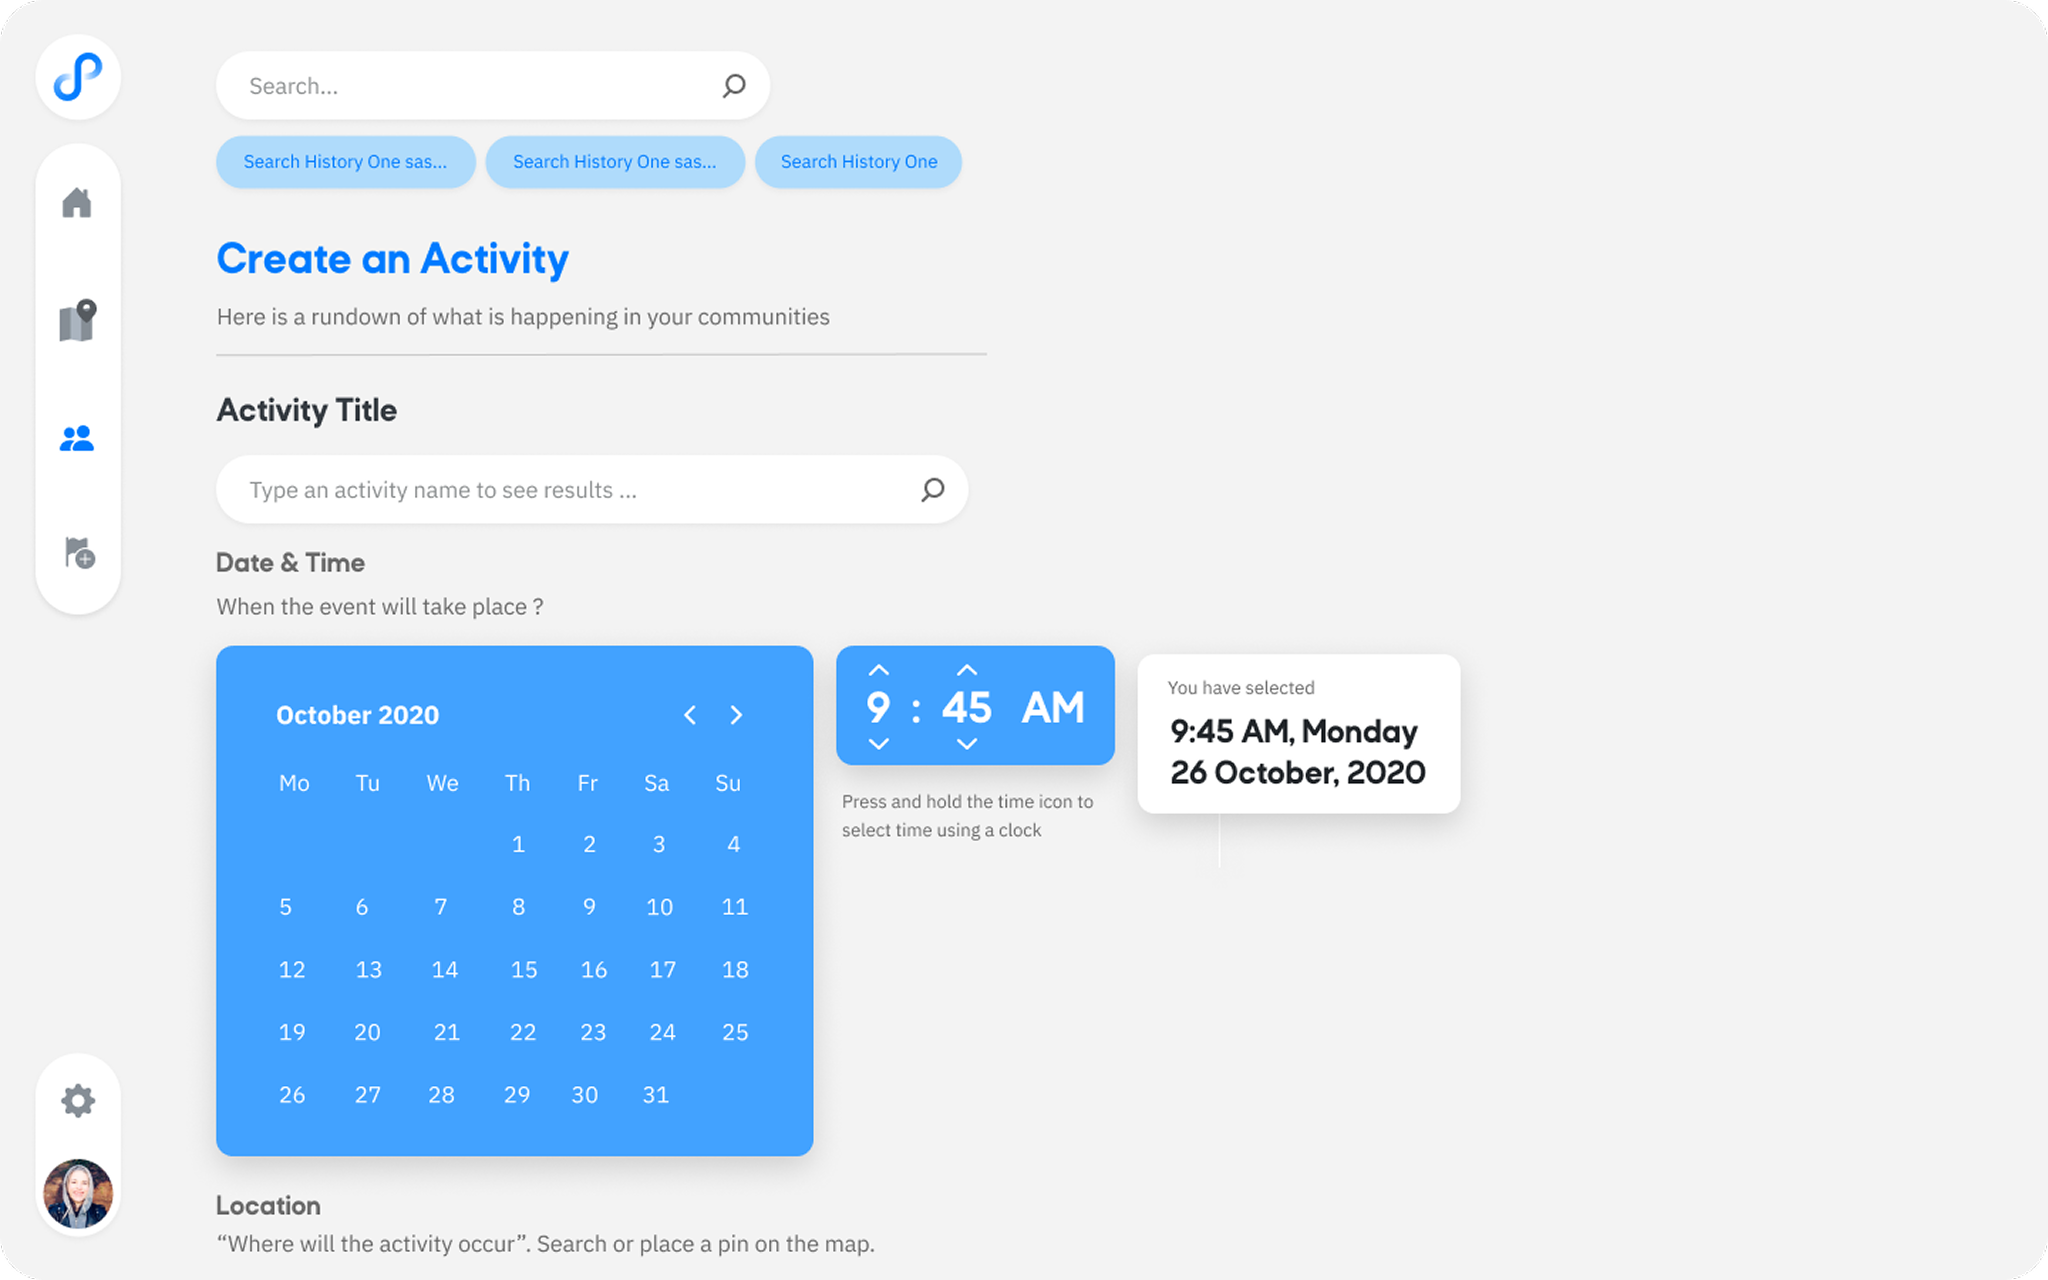 Search...
Search History One sas...
Search History One sas...
Search History One
Create an Activity
Here is a rundown of what is happening in your communities
Activity Title
Type an activity name to see results ...
Date & Time
When the event will take place ?
October 2020
Mo Tu We Th Fr Sa Su
1 2 3 4
5 6 7 8 9 10 11
12 13 14 15 16 17 18
19 20 21 22 23 24 25
26 27 28 29 30 31
9 : 45 AM
Press and hold the time icon to
select time using a clock
You have selected
9:45 AM, Monday
26 October, 2020
Location
“Where will the activity occur”. Search or place a pin on the map.